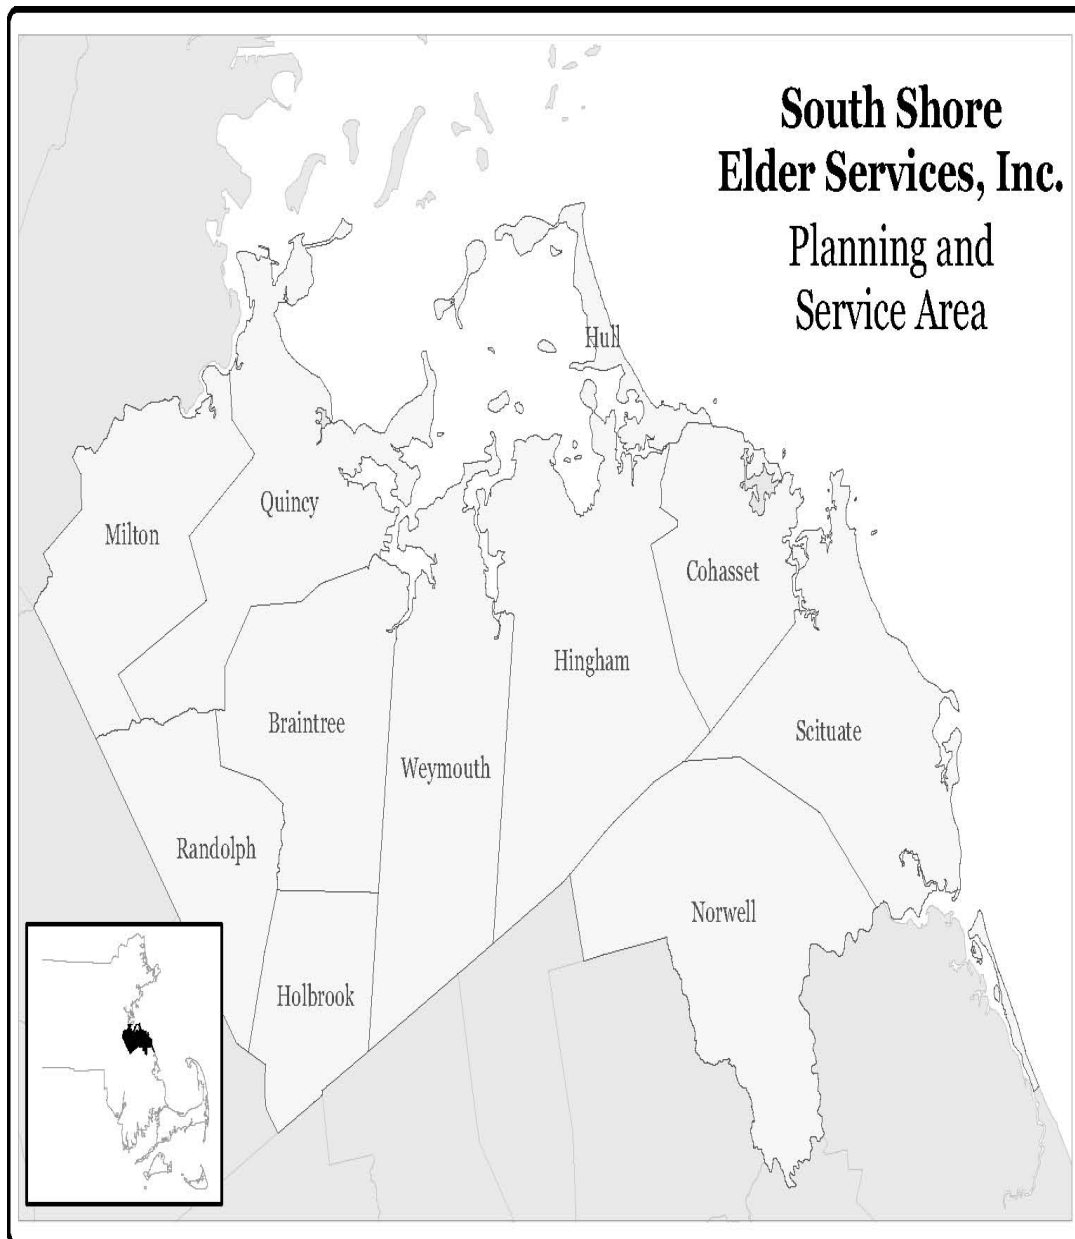 South Shore
Elder Services, Inc.
Planning and
Service Area
Hull
Quincy
Milton
Cohasset
Hingham
Braintree
Scituate
Weymouth
Randolph
Norwell
Holbrook